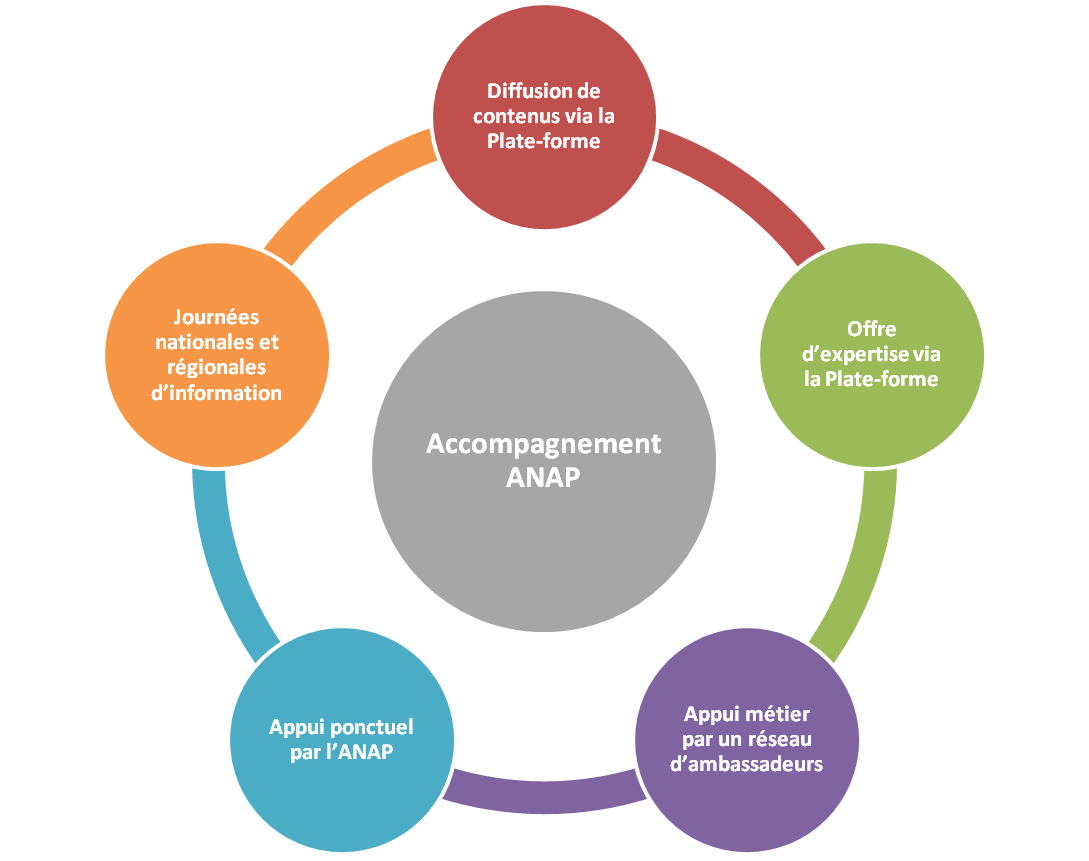 Diffusion de
contenus via la
Plate-forme
Offre
d’expertise via
la Plate-forme
Appui métier
par un réseau
d’ambassadeurs
Appui ponctuel
par l’ANAP
Journées
nationales et
régionales
d’information
Accompagnement
ANAP